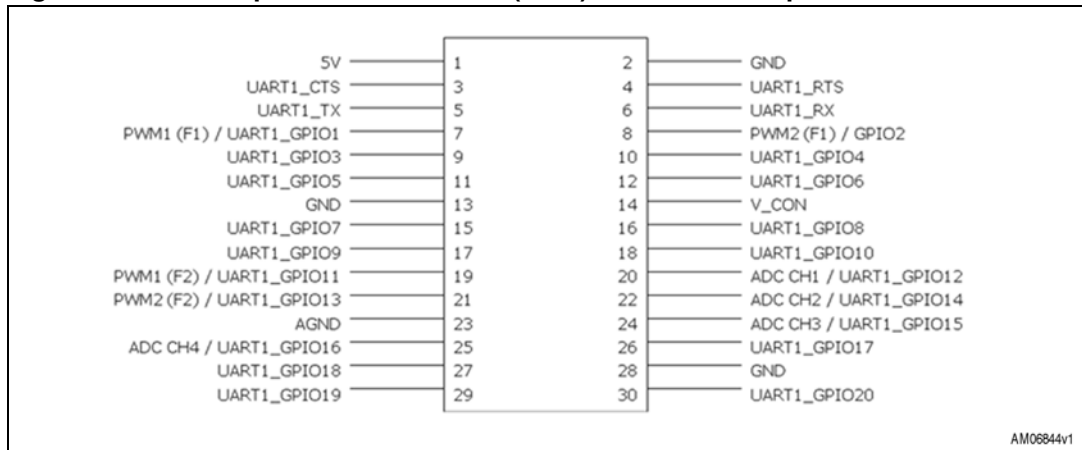 5V 1 2 GND
UART1_CTS 3 4 UART1_RTS
UART1_TX 5 6 UART1_RX
PWM1 (F1) / UART1_GPIO1 7 8 PWM2 (F1) / GPIO2
UART1_GPIO3 9 10 UART1_GPIO4
UART1_GPIO5 11 12 UART1_GPIO6
GND 13 14 V_CON
UART1_GPIO7 15 16 UART1_GPIO8
UART1_GPIO9 17 18 UART1_GPIO10
PWM1 (F2) / UART1_GPIO11 19 20 ADC CH1 / UART1_GPIO12
PWM2 (F2) / UART1_GPIO13 21 22 ADC CH2 / UART1_GPIO14
AGND 23 24 ADC CH3 / UART1_GPIO15
ADC CH4 / UART1_GPIO16 25 26 UART1_GPIO17
UART1_GPIO18 27 28 GND
UART1_GPIO19 29 30 UART1_GPIO20
AM06844v1